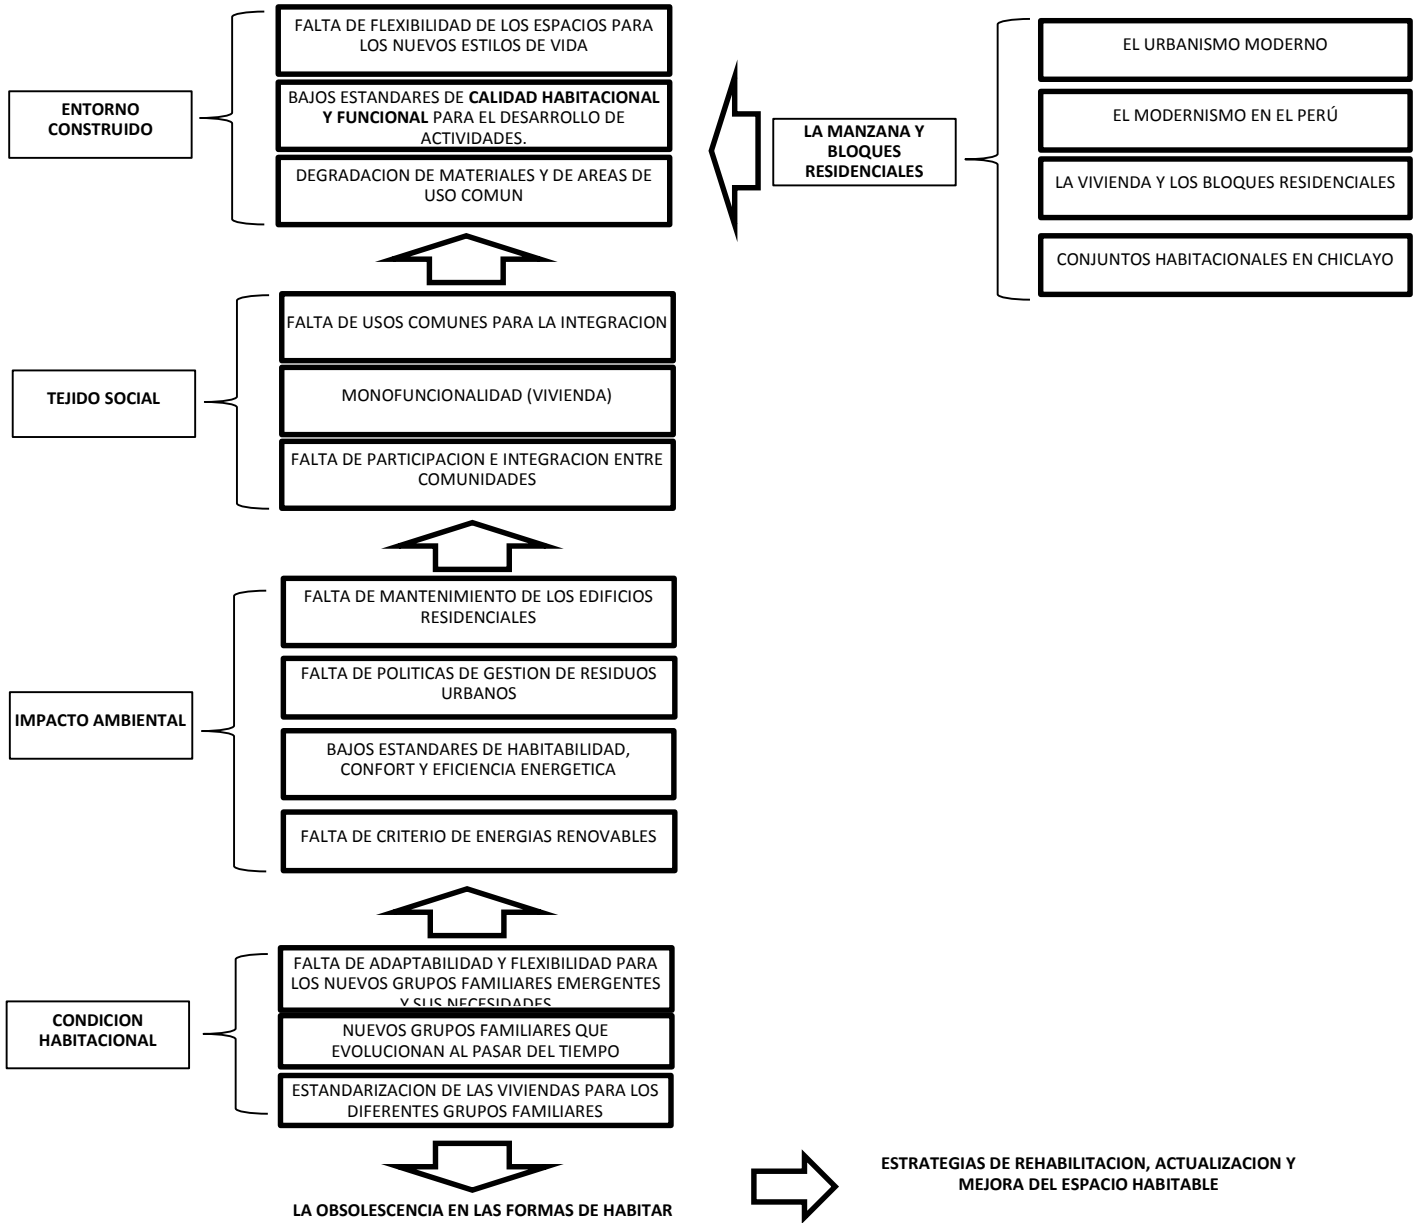 ENTORNO
CONSTRUIDO
FALTA DE FLEXIBILIDAD DE LOS ESPACIOS PARA
LOS NUEVOS ESTILOS DE VIDA
BAJOS ESTANDARES DE CALIDAD HABITACIONAL
Y FUNCIONAL PARA EL DESARROLLO DE
ACTIVIDADES.
DEGRADACION DE MATERIALES Y DE AREAS DE
USO COMUN
LA MANZANA Y
BLOQUES
RESIDENCIALES
EL URBANISMO MODERNO
EL MODERNISMO EN EL PERÚ
LA VIVIENDA Y LOS BLOQUES RESIDENCIALES
CONJUNTOS HABITACIONALES EN CHICLAYO
TEJIDO SOCIAL
FALTA DE USOS COMUNES PARA LA INTEGRACION
MONOFUNCIONALIDAD (VIVIENDA)
FALTA DE PARTICIPACION E INTEGRACION ENTRE
COMUNIDADES
IMPACTO AMBIENTAL
FALTA DE MANTENIMIENTO DE LOS EDIFICIOS
RESIDENCIALES
FALTA DE POLITICAS DE GESTION DE RESIDUOS
URBANOS
BAJOS ESTANDARES DE HABITABILIDAD,
CONFORT Y EFICIENCIA ENERGETICA
FALTA DE CRITERIO DE ENERGIAS RENOVABLES
CONDICION
HABITACIONAL
FALTA DE ADAPTABILIDAD Y FLEXIBILIDAD PARA
LOS NUEVOS GRUPOS FAMILIARES EMERGENTES
Y SUS NECESIDADES
NUEVOS GRUPOS FAMILIARES QUE
EVOLUCIONAN AL PASAR DEL TIEMPO
ESTANDARIZACION DE LAS VIVIENDAS PARA LOS
DIFERENTES GRUPOS FAMILIARES
LA OBSOLESCENCIA EN LAS FORMAS DE HABITAR
ESTRATEGIAS DE REHABILITACION, ACTUALIZACION Y
MEJORA DEL ESPACIO HABITABLE